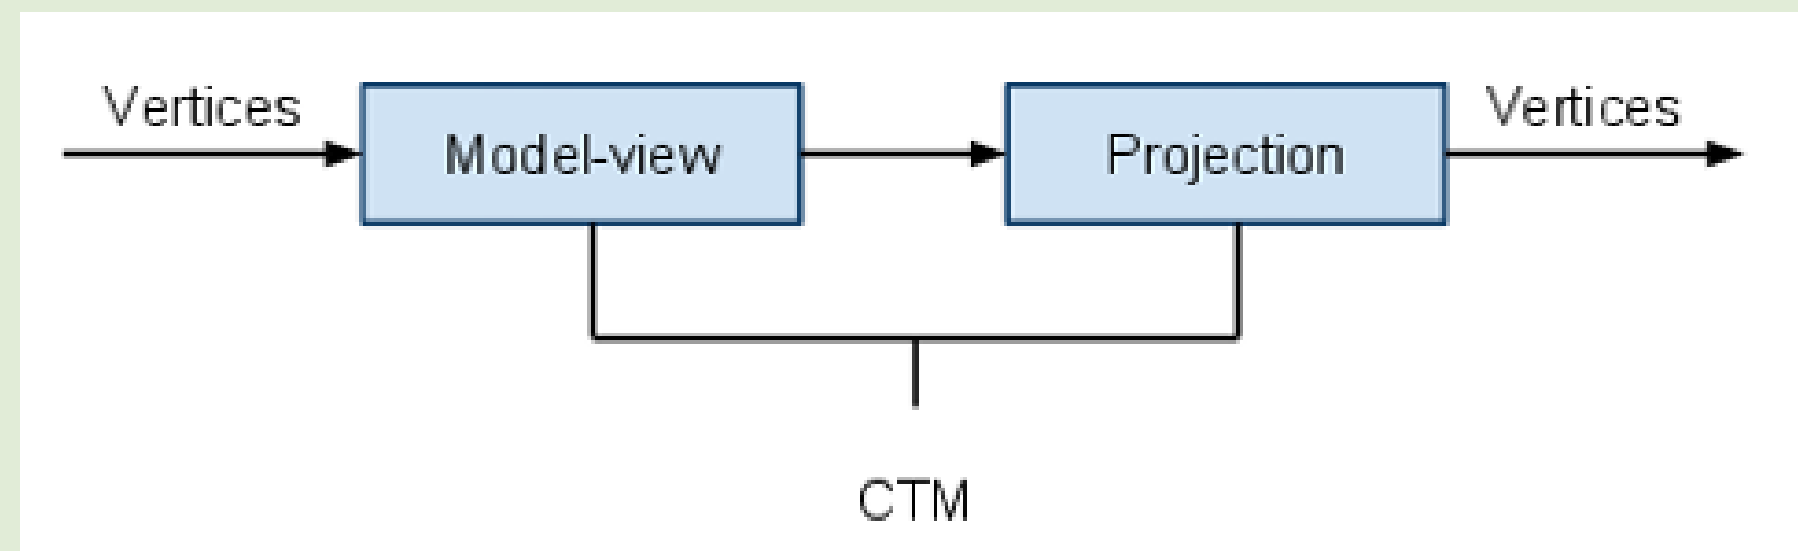 Vertices
Model-view
Projection
Vertices
CTM